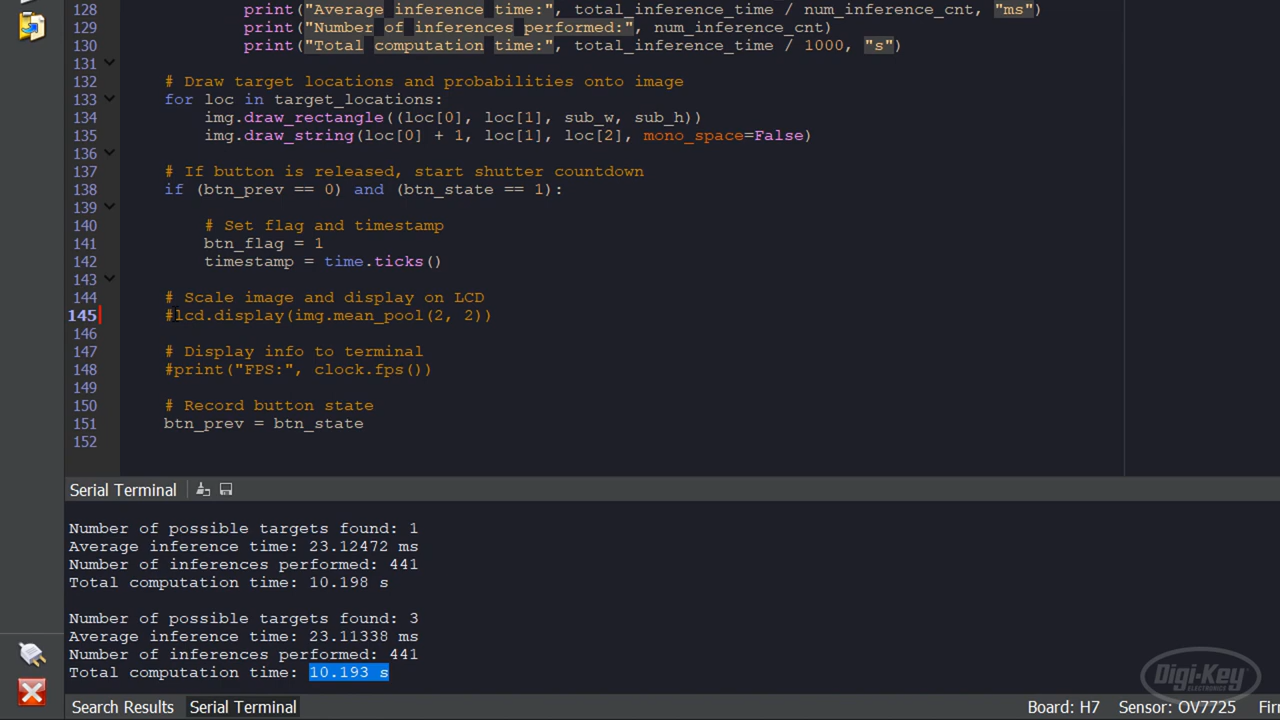 128 print("Average inference time:", total_inference_time / num_inference_cnt, "ms")
129 print("Number of inferences performed:", num_inference_cnt)
130 print("Total computation time:", total_inference_time / 1000, "s")
131
132 # Draw target locations and probabilities onto image
133 for loc in target_locations:
134 img.draw_rectangle((loc[0], loc[1], sub_w, sub_h))
135 img.draw_string(loc[0] + 1, loc[1], loc[2], mono_space=False)
136
137 # If button is released, start shutter countdown
138 if (btn_prev == 0) and (btn_state == 1):
139
140 # Set flag and timestamp
141 btn_flag = 1
142 timestamp = time.ticks()
143
144 # Scale image and display on LCD
145 #lcd.display(img.mean_pool(2, 2))
146
147 # Display info to terminal
148 #print("FPS:", clock.fps())
149
150 # Record button state
151 btn_prev = btn_state
152
Serial Terminal
Number of possible targets found: 1
Average inference time: 23.12472 ms
Number of inferences performed: 441
Total computation time: 10.198 s
Number of possible targets found: 3
Average inference time: 23.11338 ms
Number of inferences performed: 441
Total computation time: 10.193 s
Digi-Key
ELECTRONICS
Search Results Serial Terminal Board: H7 Sensor: OV7725 Fir